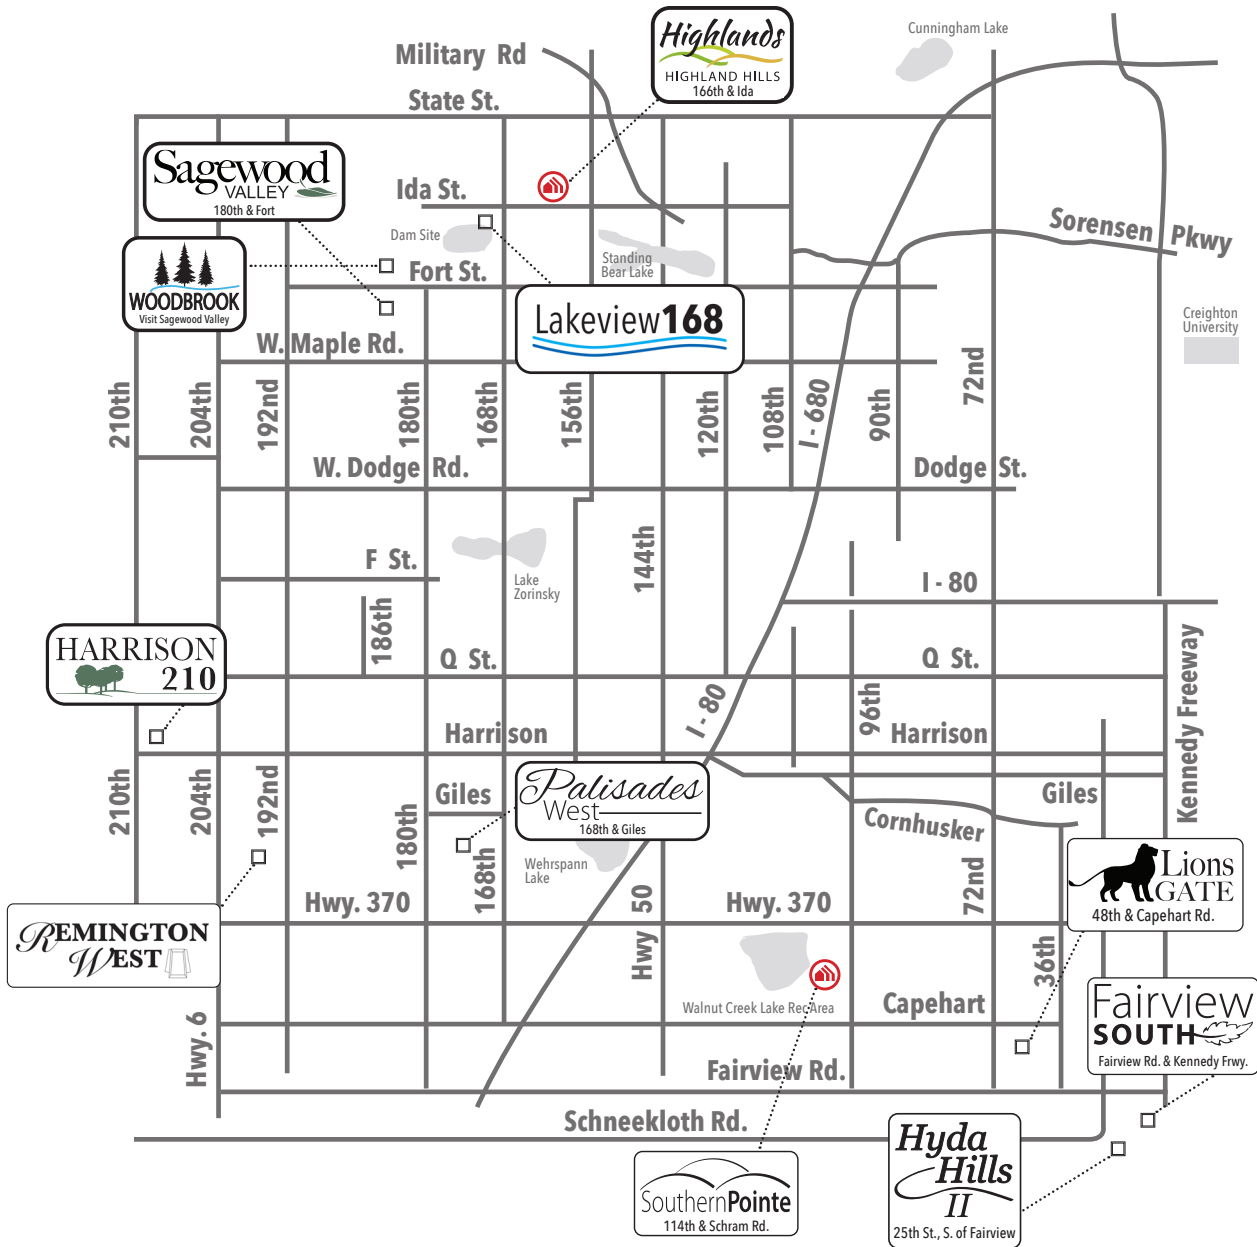 Cunningham Lake
Highlands
HIGHLAND HILLS
166th & Ida
Military Rd
State St.
Sagewood
VALLEY
180th & Fort
Ida St.
Sorensen Pkwy
Dam Site
Standing
Bear Lake
Fort St.
WOODBROOK
Visit Sagewood Valley
Lakeview168
Creighton
University
W. Maple Rd.
210th
204th
192nd
180th
168th
156th
120th
108th
I - 680
90th
72nd
W. Dodge Rd.
Dodge St.
144th
F St.
Lake
Zorinsky
I - 80
186th
HARRISON
210
Q St.
Q St.
Kennedy Freeway
I - 80
96th
Harrison
Harrison
210th
204th
192nd
180th
Giles
168th
Palisades
West
168th & Giles
Giles
Cornhusker
Wehrspann
Lake
72nd
Lions
GATE
48th & Capehart Rd.
Hwy. 370
Hwy 50
Hwy. 370
REMINGTON
WEST
36th
Walnut Creek Lake Rec Area
Capehart
Fairview
SOUTH
Fairview Rd. & Kennedy Frwy.
Hwy. 6
Fairview Rd.
Schneekloth Rd.
Hyda
Hills
II
25th St., S. of Fairview
SouthernPointe
114th & Schram Rd.